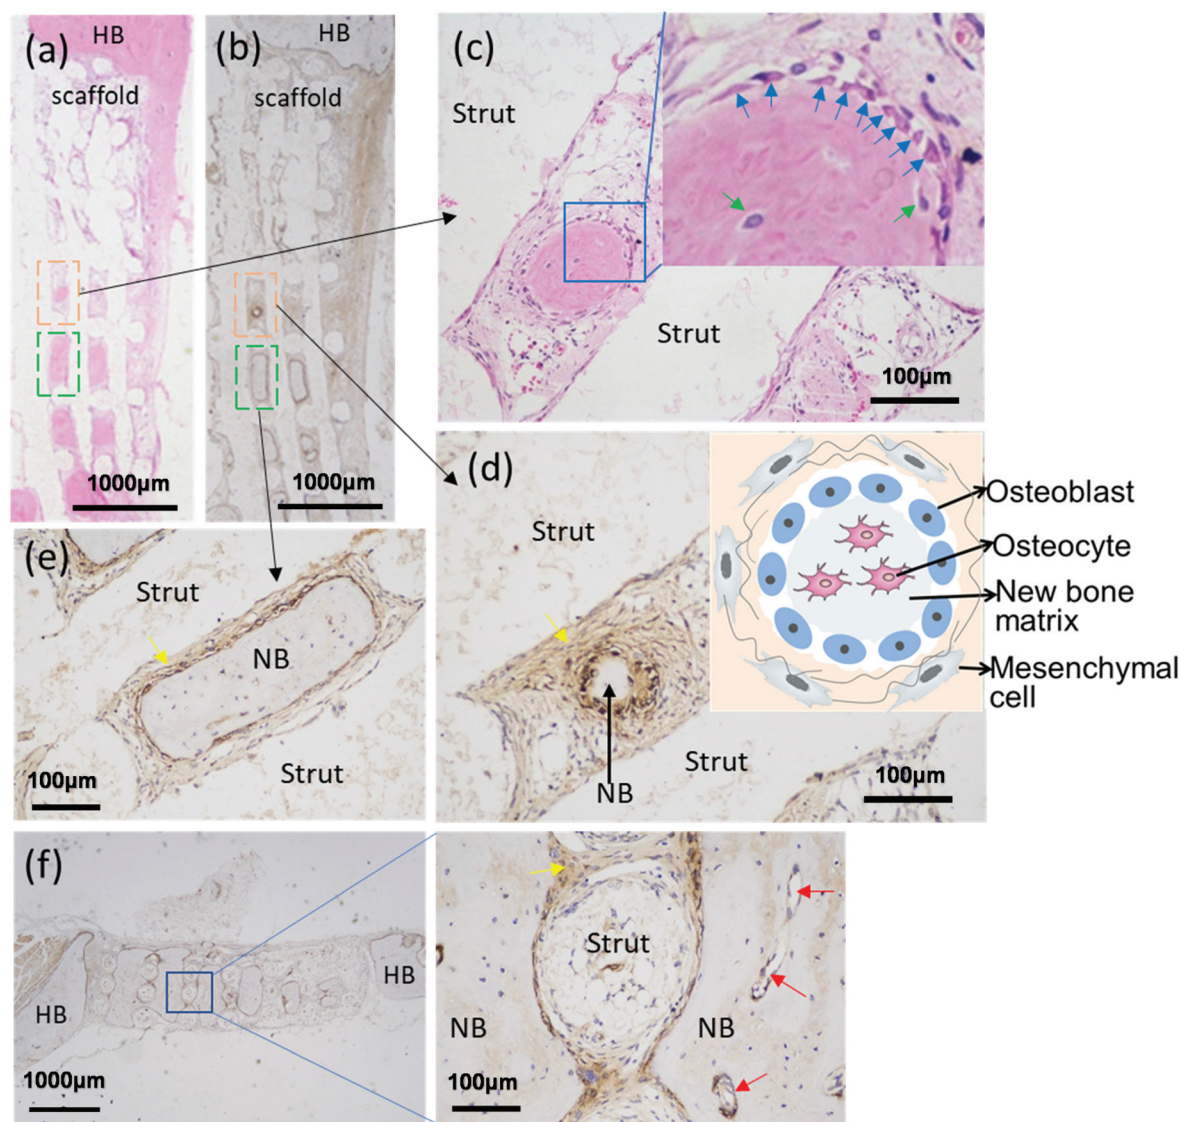 (a)
HB
scaffold
1000µm
(b)
HB
scaffold
1000µm
(c)
Strut
Strut
100µm
(d)
Strut
NB
Strut
100µm
Osteoblast
Osteocyte
New bone
matrix
Mesenchymal
cell
(e)
Strut
NB
Strut
100µm
(f)
HB
HB
1000µm
Strut
NB
NB
100µm